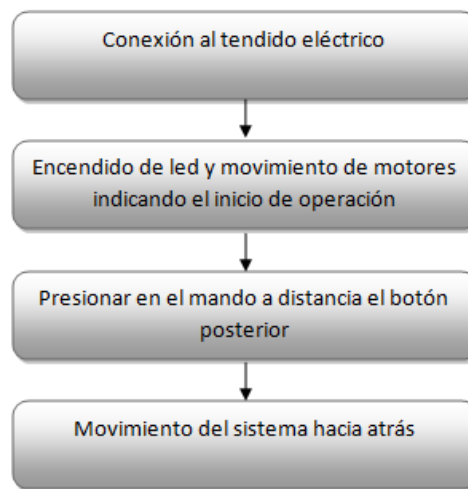 Conexión al tendido eléctrico
Encendido de led y movimiento de motores
indicando el inicio de operación
Presionar en el mando a distancia el botón
posterior
Movimiento del sistema hacia atrás